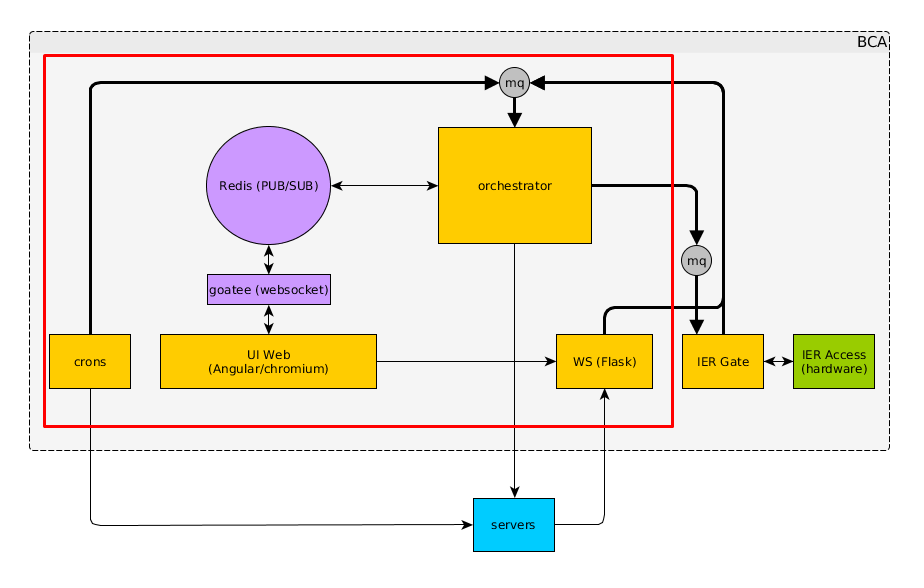 BCA
mq
Redis (PUB/SUB)
orchestrator
mq
goatee (websocket)
crons
UI Web
(Angular/chromium)
WS (Flask)
IER Gate
IER Access
(hardware)
servers